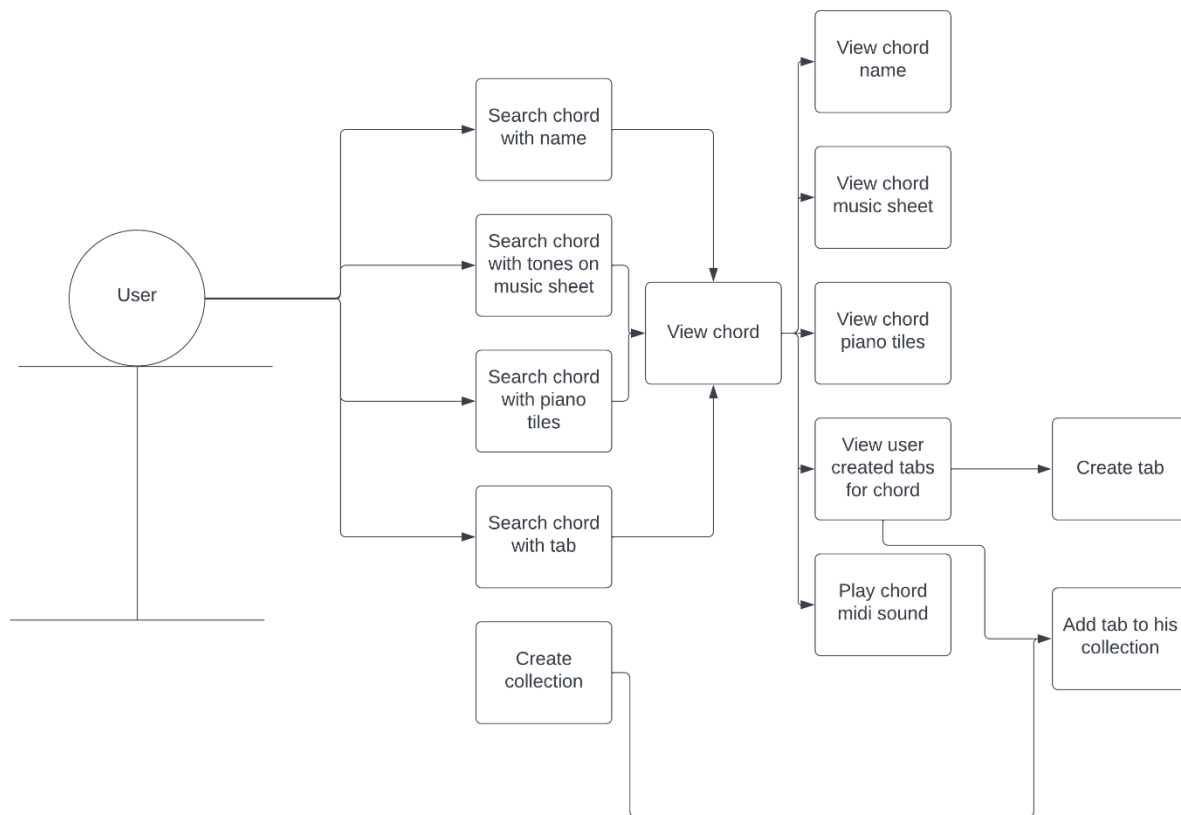 User
Search chord
with name
Search chord
with tones on
music sheet
Search chord
with piano
tiles
Search chord
with tab
Create
collection
View chord
View chord
name
View chord
music sheet
View chord
piano tiles
View user
created tabs
for chord
Play chord
midi sound
Create tab
Add tab to his
collection